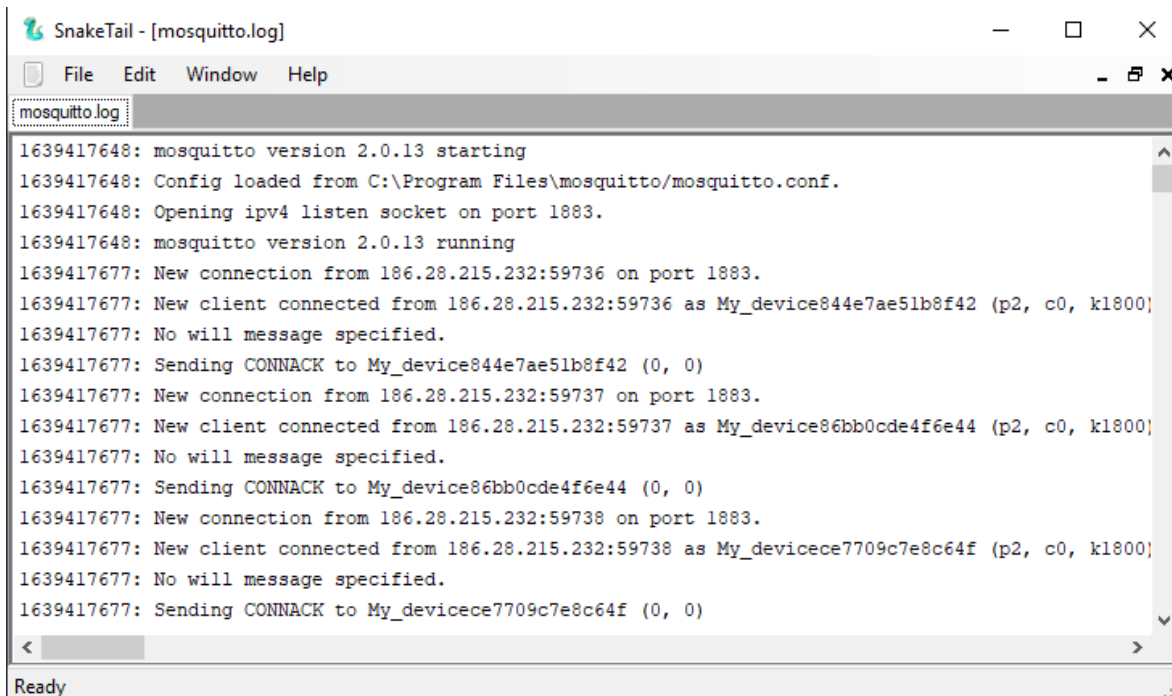 SnakeTail - [mosquitto.log]
File Edit Window Help
mosquitto.log
1639417648: mosquitto version 2.0.13 starting
1639417648: Config loaded from C:\Program Files\mosquitto/mosquitto.conf.
1639417648: Opening ipv4 listen socket on port 1883.
1639417648: mosquitto version 2.0.13 running
1639417677: New connection from 186.28.215.232:59736 on port 1883.
1639417677: New client connected from 186.28.215.232:59736 as My_device844e7ae51b8f42 (p2, c0, k1800)
1639417677: No will message specified.
1639417677: Sending CONNACK to My_device844e7ae51b8f42 (0, 0)
1639417677: New connection from 186.28.215.232:59737 on port 1883.
1639417677: New client connected from 186.28.215.232:59737 as My_device86bb0cde4f6e44 (p2, c0, k1800)
1639417677: No will message specified.
1639417677: Sending CONNACK to My_device86bb0cde4f6e44 (0, 0)
1639417677: New connection from 186.28.215.232:59738 on port 1883.
1639417677: New client connected from 186.28.215.232:59738 as My_devicece7709c7e8c64f (p2, c0, k1800)
1639417677: No will message specified.
1639417677: Sending CONNACK to My_devicece7709c7e8c64f (0, 0)
Ready